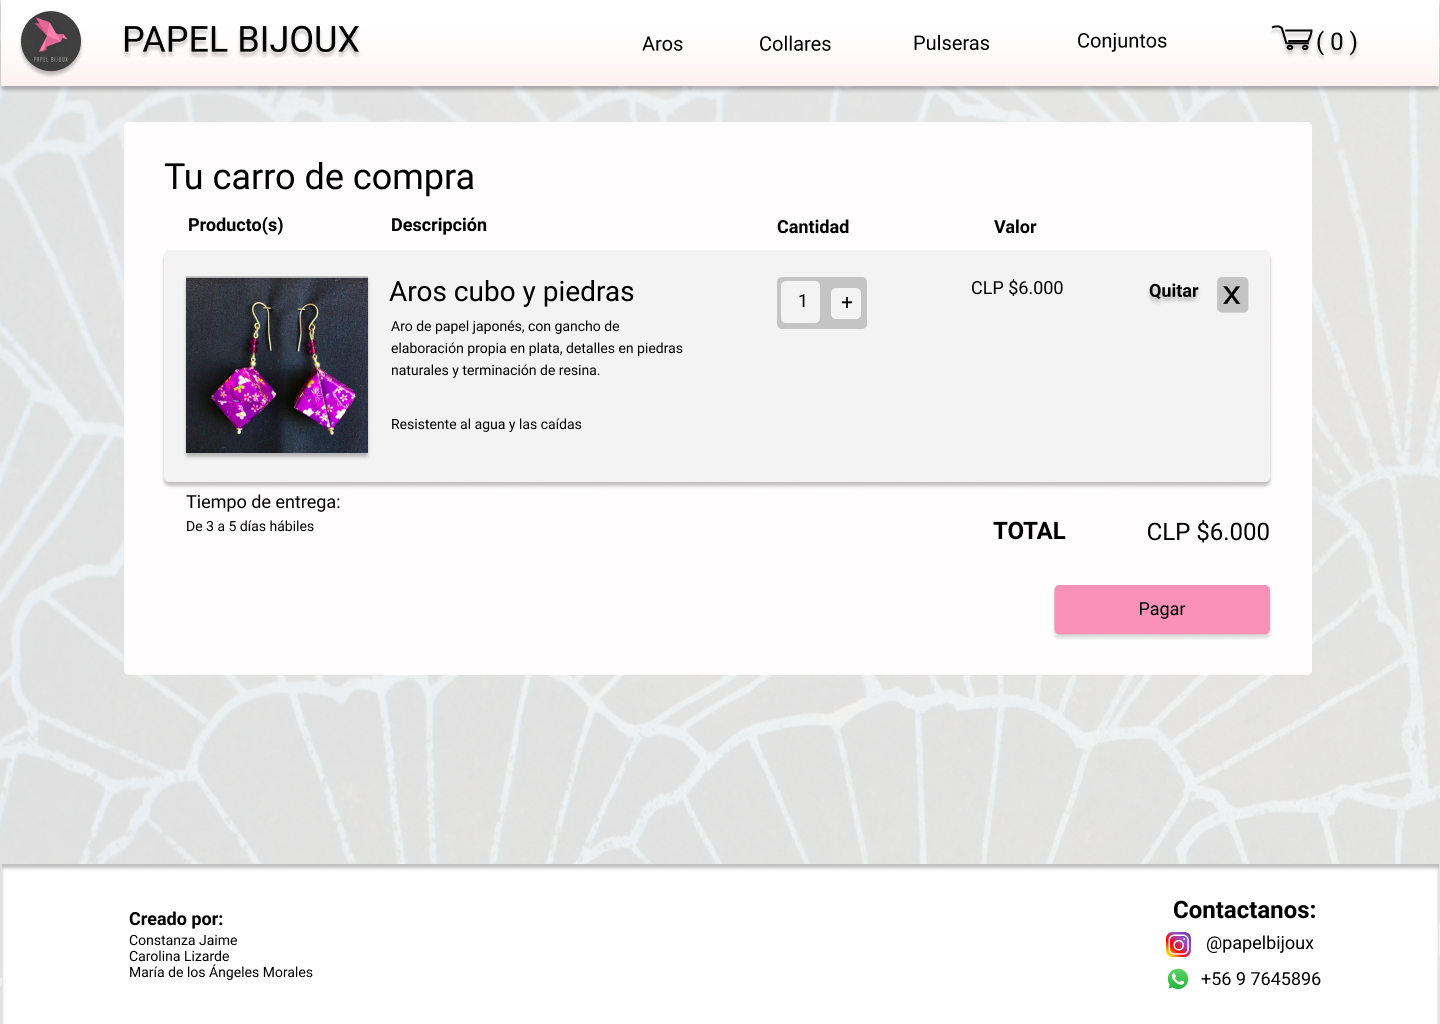 PAPEL BIJOUX
PAPEL BIJOUX
Aros
Collares
Pulseras
Conjuntos
( 0 )
Tu carro de compra
Producto(s)
Descripción
Cantidad
Valor
Aros cubo y piedras
Aro de papel japonés, con gancho de
elaboración propia en plata, detalles en piedras
naturales y terminación de resina.
Resistente al agua y las caídas
1
+
CLP $6.000
Quitar
X
Tiempo de entrega:
De 3 a 5 días hábiles
TOTAL
CLP $6.000
Pagar
Creado por:
Constanza Jaime
Carolina Lizarde
María de los Ángeles Morales
Contactanos:
@papelbijoux
+56 9 7645896